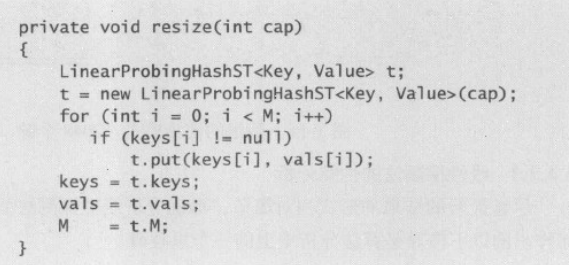 private void resize(int cap)
{
    LinearProbingHashST<Key, Value> t;
    t = new LinearProbingHashST<Key, Value>(cap);
    for (int i = 0; i < M; i++)
       if (keys[i] != null)
           t.put(keys[i], vals[i]);
    keys = t.keys;
    vals = t.vals;
    M    = t.M;
}